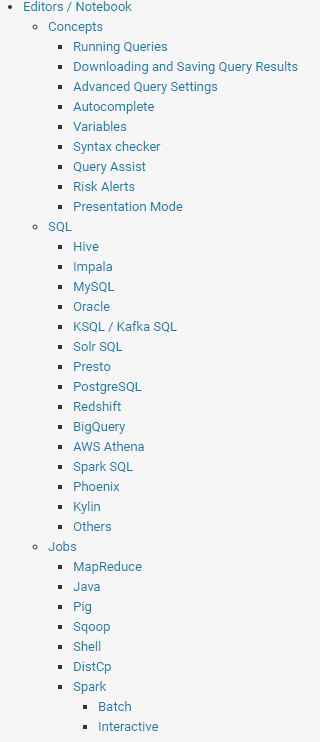 Editors / Notebook
Concepts
Running Queries
Downloading and Saving Query Results
Advanced Query Settings
Autocomplete
Variables
Syntax checker
Query Assist
Risk Alerts
Presentation Mode
SQL
Hive
Impala
MySQL
Oracle
KSQL / Kafka SQL
Solr SQL
Presto
PostgreSQL
Redshift
BigQuery
AWS Athena
Spark SQL
Phoenix
Kylin
Others
Jobs
MapReduce
Java
Pig
Sqoop
Shell
DistCp
Spark
Batch
Interactive